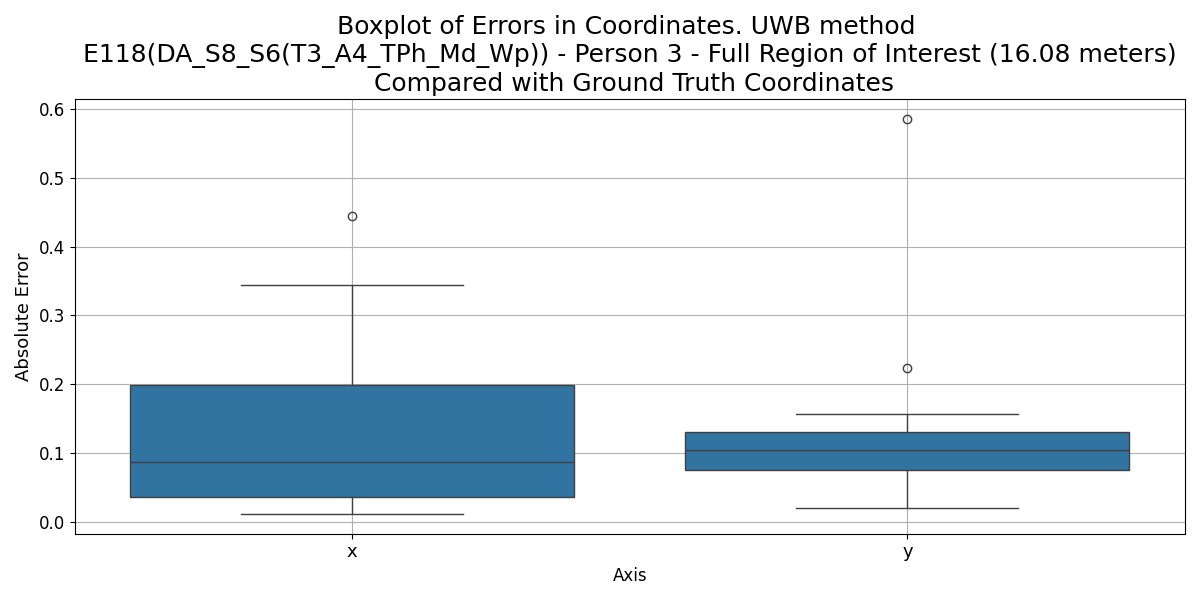 Boxplot of Errors in Coordinates. UWB method
E118(DA_S8_S6(T3_A4_TPh_Md_Wp)) - Person 3 - Full Region of Interest (16.08 meters)
Compared with Ground Truth Coordinates
0.6
0.5
0.4
0.3
0.2
0.1
0.0
Absolute Error
x
y
Axis